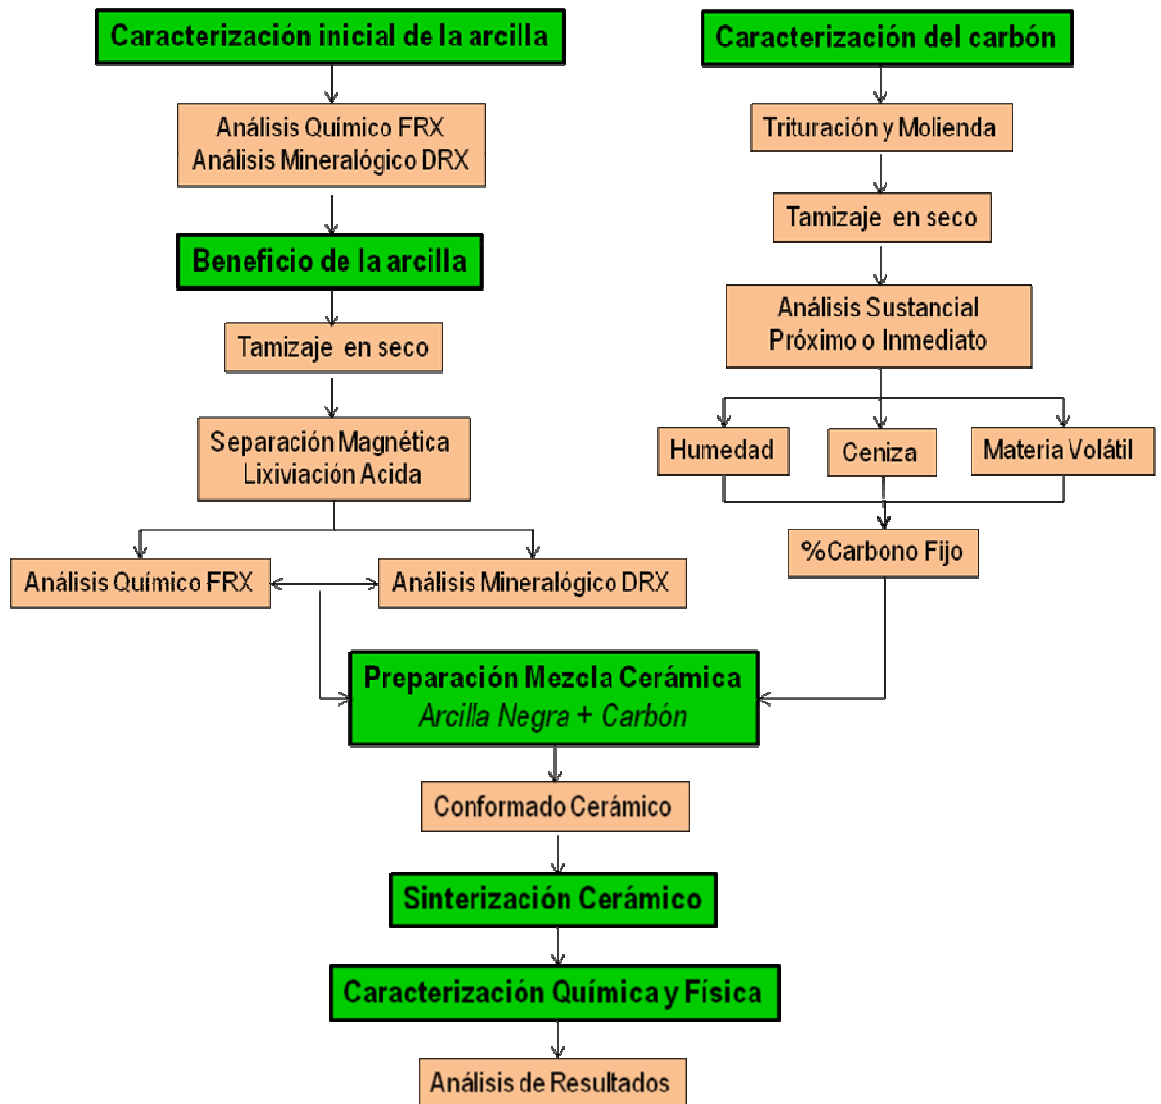 Caracterización inicial de la arcilla
Análisis Químico FRX
Análisis Mineralógico DRX
Beneficio de la arcilla
Tamizaje en seco
Separación Magnética
Lixiviación Acida
Análisis Químico FRX
Análisis Mineralógico DRX
Caracterización del carbón
Trituración y Molienda
Tamizaje en seco
Análisis Sustancial
Próximo o Inmediato
Humedad
Ceniza
Materia Volátil
%Carbono Fijo
Preparación Mezcla Cerámica
Arcilla Negra + Carbón
Conformado Cerámico
Sinterización Cerámico
Caracterización Química y Física
Análisis de Resultados